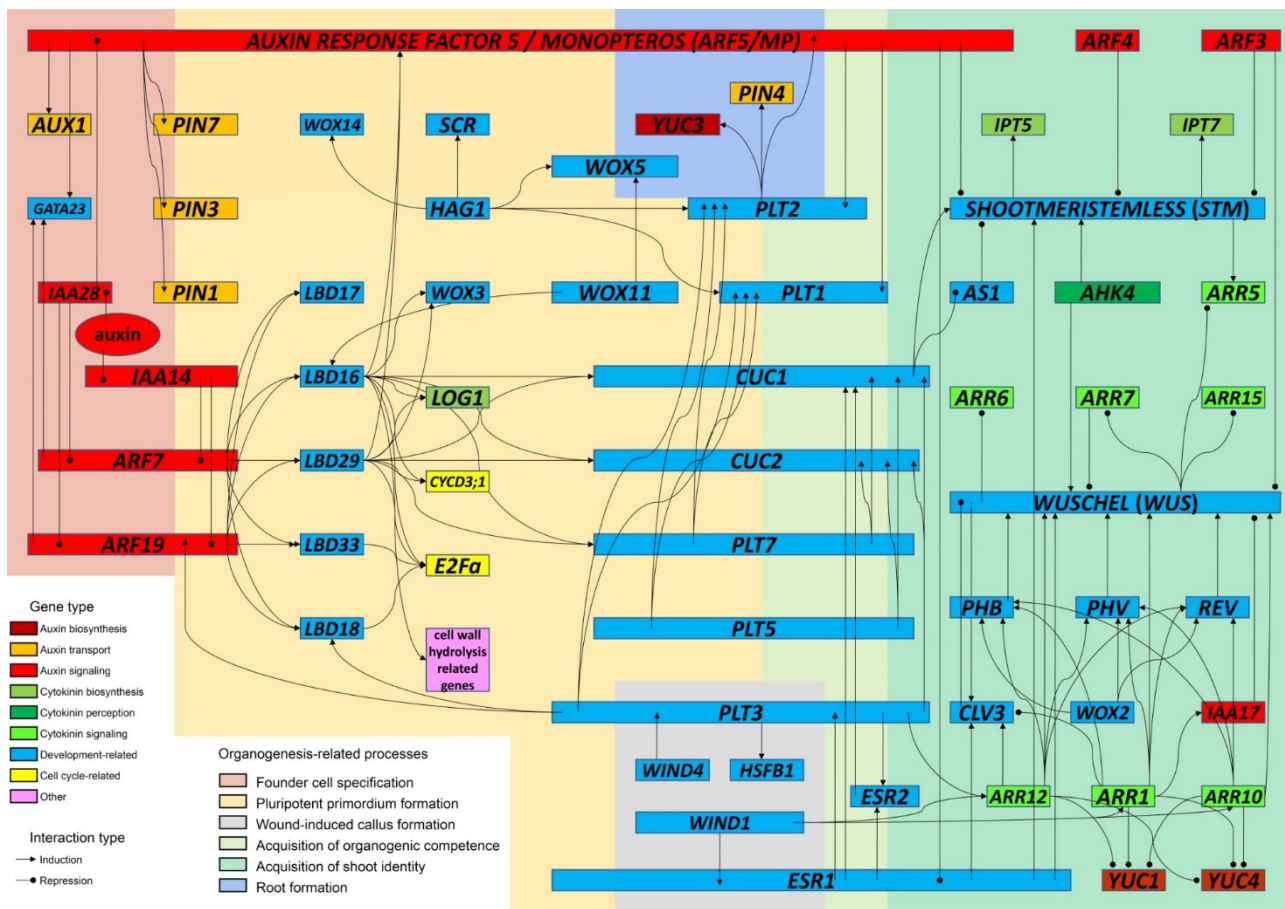 AUXIN RESPONSE FACTOR 5 / MONOPTEROS (ARF5/MP)
ARF4
ARF3
PIN4
AUX1
PIN7
WOX14
SCR
YUC3
IPT5
IPT7
WOX5
GATA23
PIN3
HAG1
PLT2
SHOOTMERISTEMLESS (STM)
IAA28
PIN1
LBD17
WOX3
WOX11
PLT1
AS1
AHK4
ARR5
auxin
IAA14
LBD16
CUC1
LOG1
ARR6
ARR7
ARR15
ARF7
LBD29
CUC2
CYCD3;1
WUSCHEL (WUS)
ARF19
LBD33
PLT7
E2Fa
Gene type
Auxin biosynthesis
Auxin transport
Auxin signaling
Cytokinin biosynthesis
Cytokinin perception
Cytokinin signaling
Development-related
Cell cycle-related
Other
Interaction type
Induction
Repression
PHB
PHV
REV
LBD18
PLT5
cell wall
hydrolysis
related
genes
PLT3
CLV3
WOX2
IAA17
Organogenesis-related processes
Founder cell specification
Pluripotent primordium formation
Wound-induced callus formation
Acquisition of organogenic competence
Acquisition of shoot identity
Root formation
WIND4
HSFB1
ESR2
ARR12
ARR1
ARR10
WIND1
ESR1
YUC1
YUC4